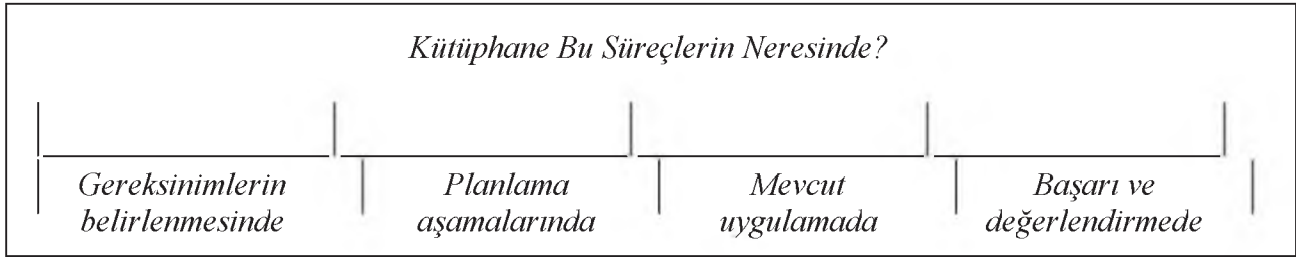 Kütüphane Bu Süreçlerin Neresinde?
Gereksinimlerin
belirlenmesinde
Planlama
aşamalarında
Mevcut
uygulamada
Başarı ve
değerlendirmede